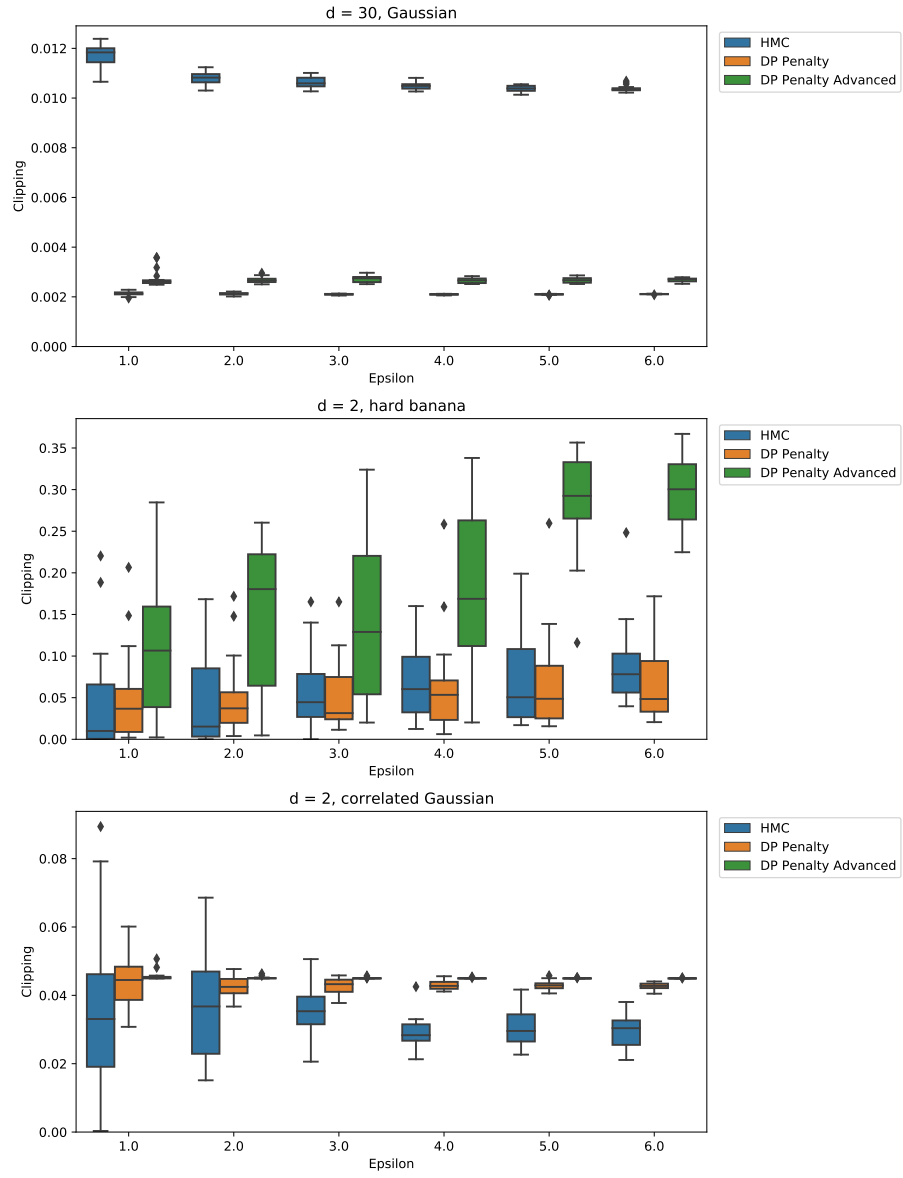 d = 30, Gaussian
0.012
0.010
0.008
0.006
0.004
0.002
0.000
Clipping
1.0 2.0 3.0 4.0 5.0 6.0
Epsilon
HMC
DP Penalty
DP Penalty Advanced
d = 2, hard banana
0.35
0.30
0.25
0.20
0.15
0.10
0.05
0.00
Clipping
1.0 2.0 3.0 4.0 5.0 6.0
Epsilon
HMC
DP Penalty
DP Penalty Advanced
d = 2, correlated Gaussian
0.08
0.06
0.04
0.02
0.00
Clipping
1.0 2.0 3.0 4.0 5.0 6.0
Epsilon
HMC
DP Penalty
DP Penalty Advanced